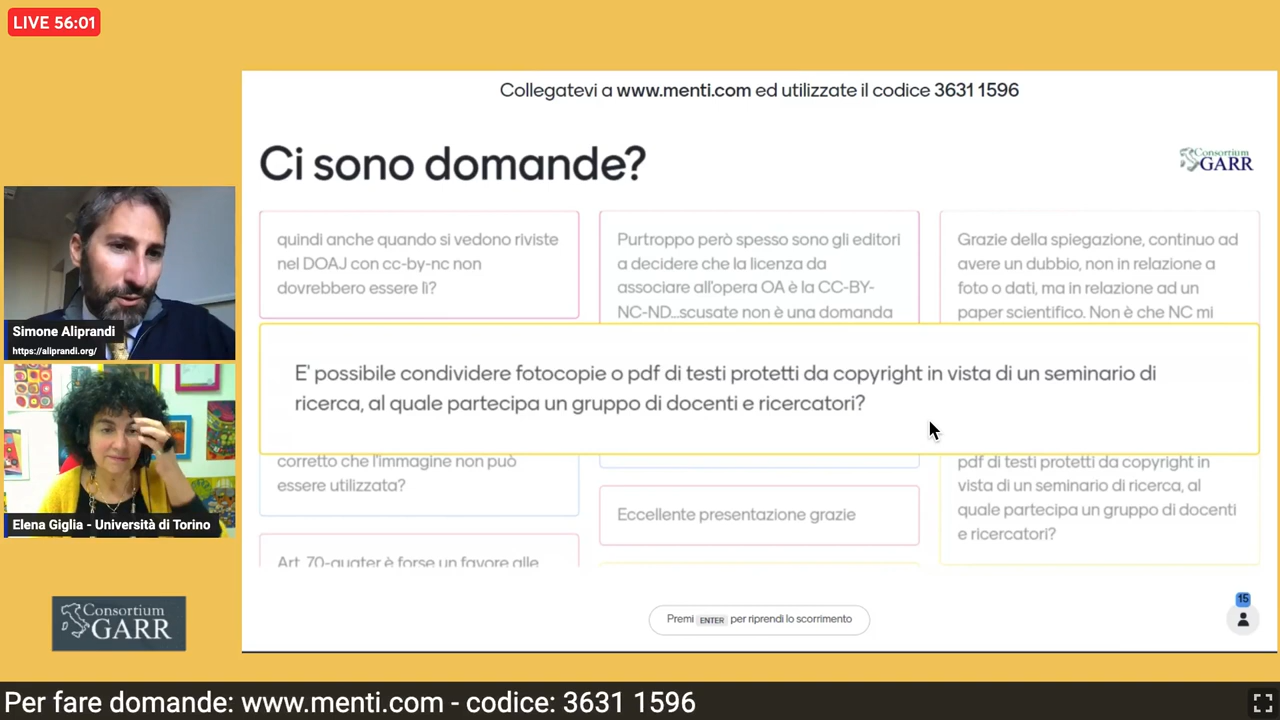 LIVE 56:01
Collegatevi a www.menti.com ed utilizzate il codice 3631 1596
Ci sono domande?
Consortium
GARR
quindi anche quando si vedono riviste
nel DOAJ con cc-by-nc non
dovrebbero essere lì?
Purtroppo però spesso sono gli editori
a decidere che la licenza da
associare all'opera OA è la CC-BY-
NC-ND...scusate non è una domanda
Grazie della spiegazione, continuo ad
avere un dubbio, non in relazione a
foto o dati, ma in relazione ad un
paper scientifico. Non è che NC mi
E' possibile condividere fotocopie o pdf di testi protetti da copyright in vista di un seminario di
ricerca, al quale partecipa un gruppo di docenti e ricercatori?
corretto che l'immagine non può
essere utilizzata?
Art. 70-quater è forse un favore alle
Eccellente presentazione grazie
pdf di testi protetti da copyright in
vista di un seminario di ricerca, al
quale partecipa un gruppo di docenti
e ricercatori?
Premi ENTER per riprendi lo scorrimento
15
Simone Aliprandi
https://aliprandi.org/
Elena Giglia - Università di Torino
Consortium
GARR
Per fare domande: www.menti.com - codice: 3631 1596